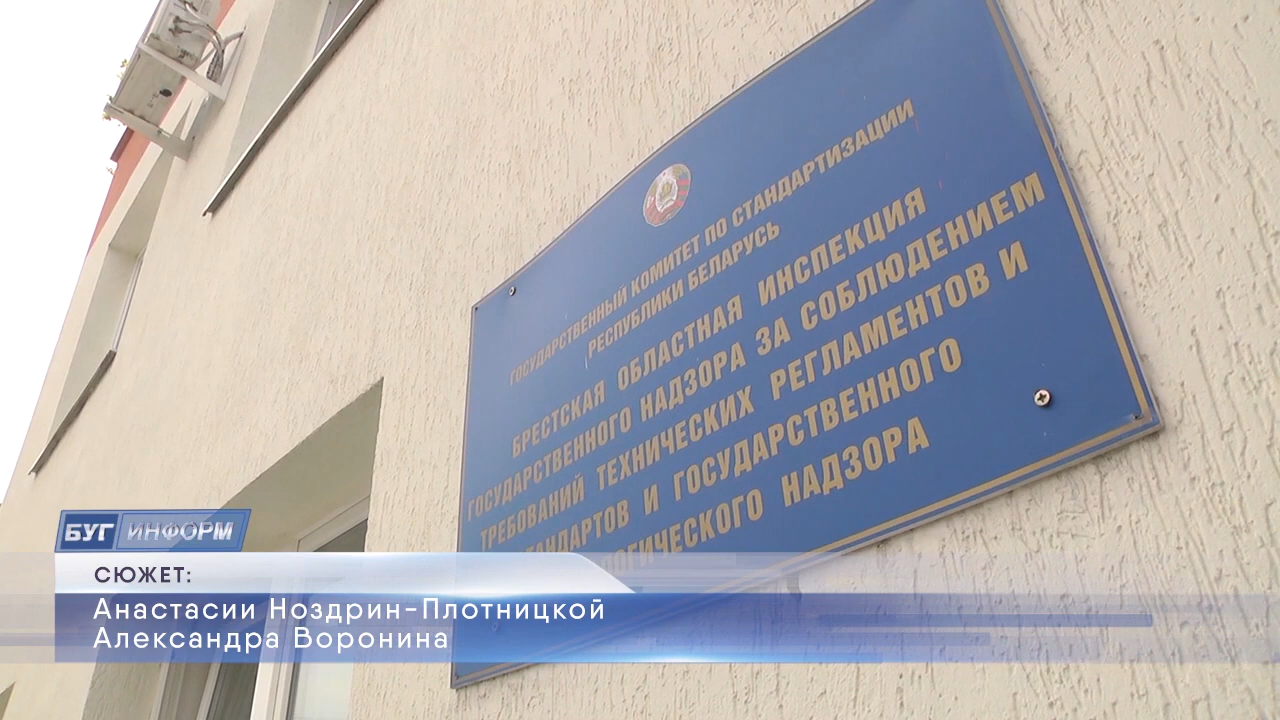 ГОСУДАРСТВЕННЫЙ КОМИТЕТ ПО СТАНДАРТИЗАЦИИ
РЕСПУБЛИКИ БЕЛАРУСЬ
БРЕСТСКАЯ ОБЛАСТНАЯ ИНСПЕКЦИЯ
ГОСУДАРСТВЕННОГО НАДЗОРА ЗА СОБЛЮДЕНИЕМ
ТРЕБОВАНИЙ ТЕХНИЧЕСКИХ РЕГЛАМЕНТОВ И
И ГОСУДАРСТВЕННОГО
НАДЗОРА
БУГ ИНФОРМ
СЮЖЕТ:
Анастасии Ноздрин-Плотницкой
Александра Воронина